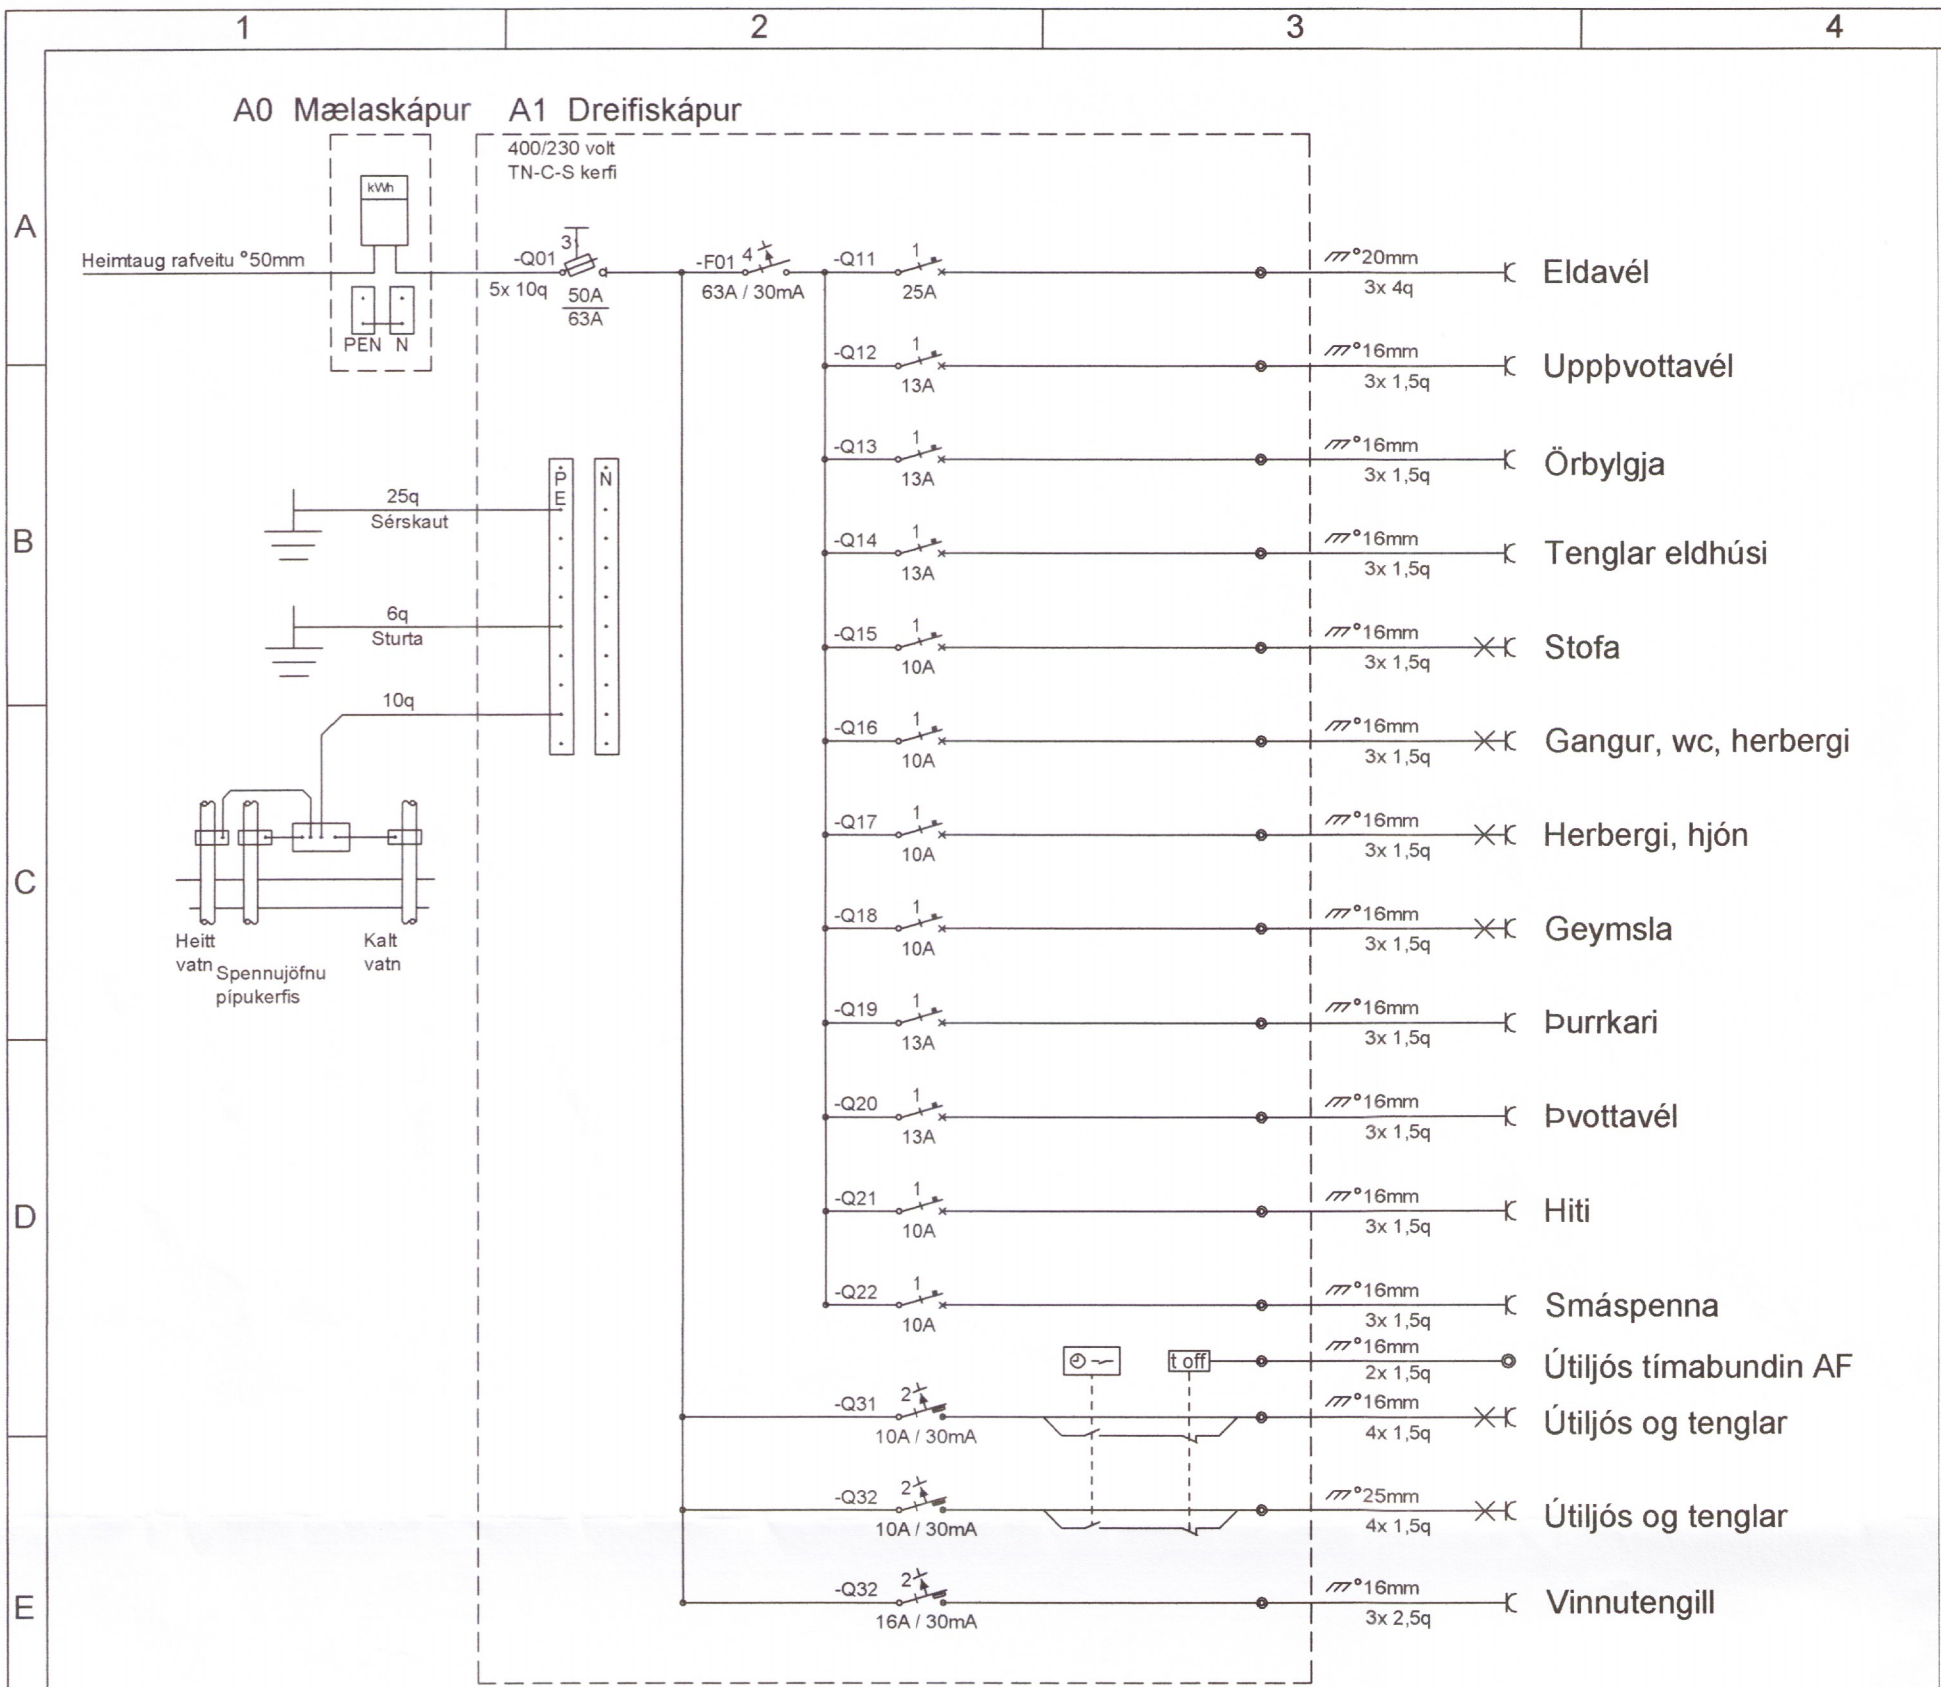 1 2 3 4
A0 Mælaskápur A1 Dreifiskápur
400/230 volt
TN-C-S kerfi
kWh
A
Heimtaug rafveitu °50mm
PEN N
-Q01 3
5x 10q 50A
63A
-F01 4
63A / 30mA
-Q11 1
25A
°20mm
3x 4q
Eldavél
-Q12 1
13A
°16mm
3x 1,5q
Uppþvottavél
-Q13 1
13A
°16mm
3x 1,5q
Örbylgja
B
PE
N
25q
Sérskaut
-Q14 1
13A
°16mm
3x 1,5q
Tenglar eldhúsi
6q
Sturta
-Q15 1
10A
°16mm
3x 1,5q
Stofa
10q
-Q16 1
10A
°16mm
3x 1,5q
Gangur, wc, herbergi
-Q17 1
10A
°16mm
3x 1,5q
Herbergi, hjón
C
Heitt
vatn
Spennujöfnu
pípukerfis
Kalt
vatn
-Q18 1
10A
°16mm
3x 1,5q
Geymsla
-Q19 1
13A
°16mm
3x 1,5q
Þurrkari
-Q20 1
13A
°16mm
3x 1,5q
Þvottavél
D
-Q21 1
10A
°16mm
3x 1,5q
Hiti
-Q22 1
10A
°16mm
3x 1,5q
Smáspenna
t off
°16mm
2x 1,5q
Útiljós tímabundin AF
-Q31 2
10A / 30mA
°16mm
4x 1,5q
Útiljós og tenglar
-Q32 2
10A / 30mA
°25mm
4x 1,5q
Útiljós og tenglar
E
-Q32 2
16A / 30mA
°16mm
3x 2,5q
Vinnutengill